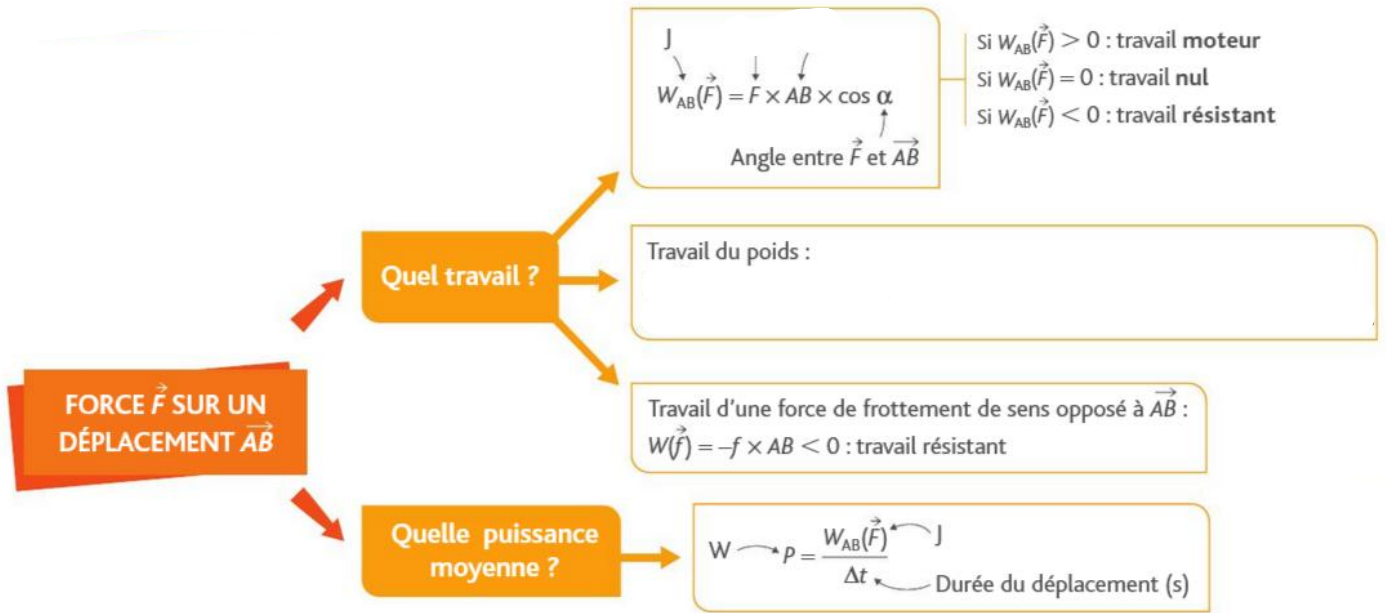 J
W_AB(F⃗) = F × AB × cos α
Angle entre F⃗ et AB⃗
Si W_AB(F⃗) > 0 : travail moteur
Si W_AB(F⃗) = 0 : travail nul
Si W_AB(F⃗) < 0 : travail résistant
Quel travail ?
Travail du poids :
FORCE F⃗ SUR UN
DÉPLACEMENT AB⃗
Travail d'une force de frottement de sens opposé à AB⃗ :
W(f⃗) = –f × AB < 0 : travail résistant
Quelle puissance
moyenne ?
W P = W_AB(F⃗) / Δt J
Durée du déplacement (s)